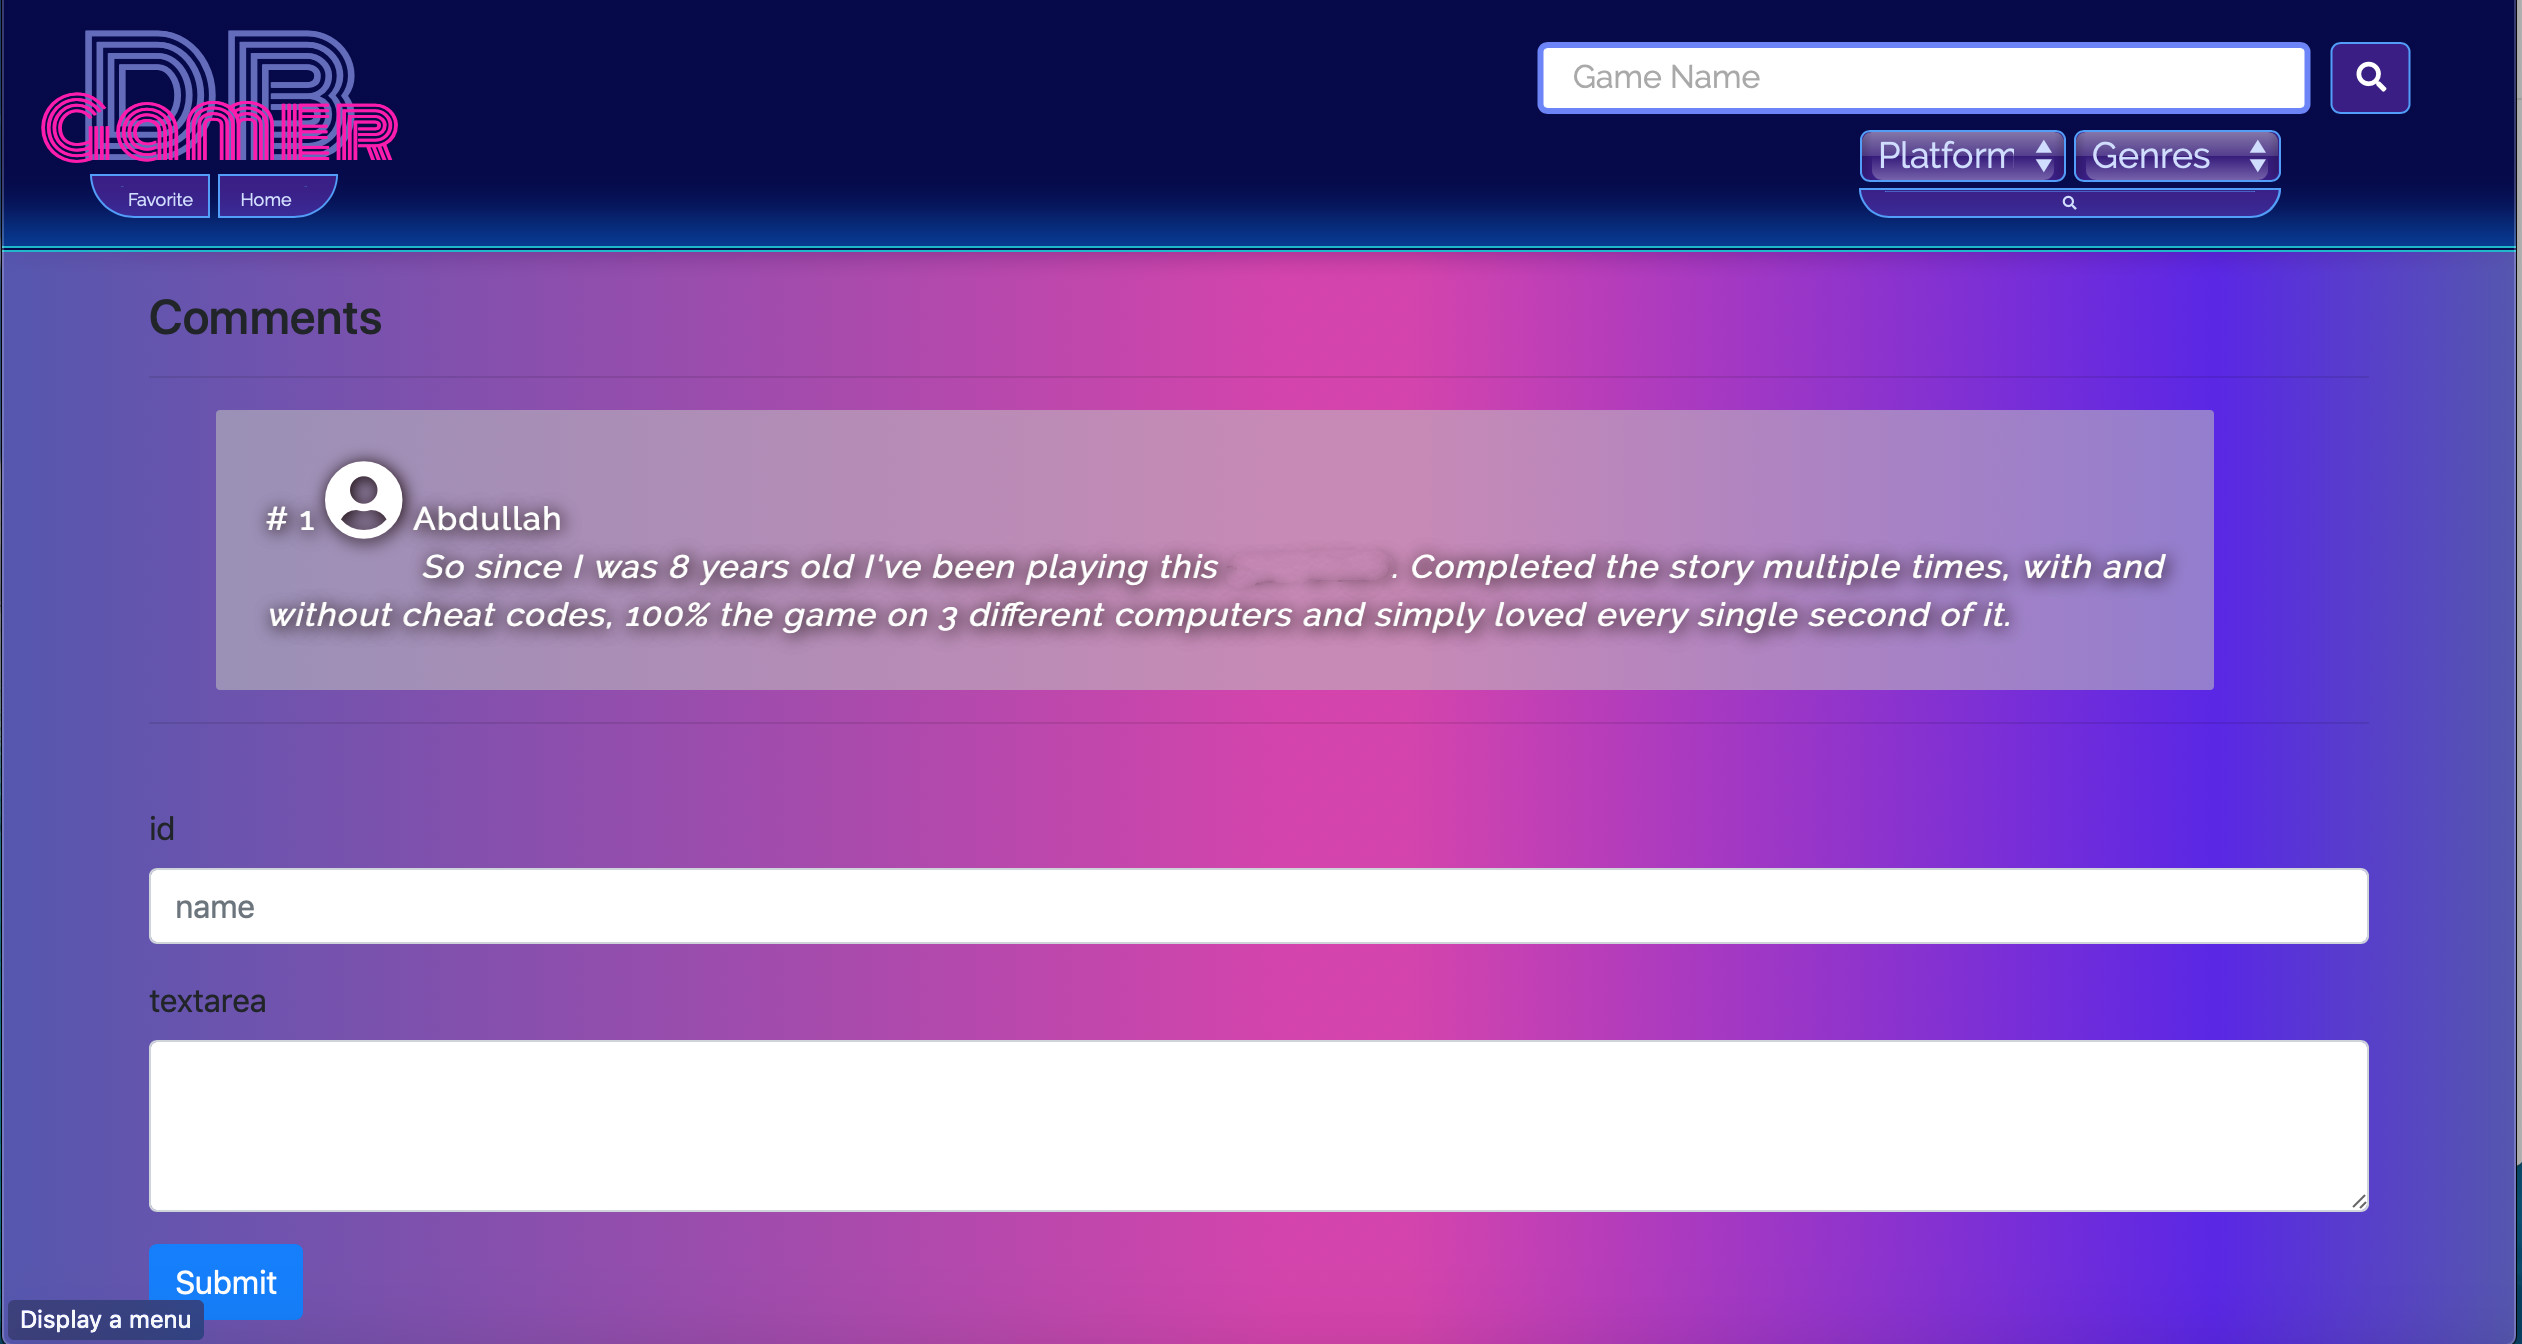 DB
GamER
Favorite
Home
Game Name
Platform
Genres
Comments
# 1 Abdullah
So since I was 8 years old I've been playing this . Completed the story multiple times, with and
without cheat codes, 100% the game on 3 different computers and simply loved every single second of it.
id
name
textarea
Submit
Display a menu